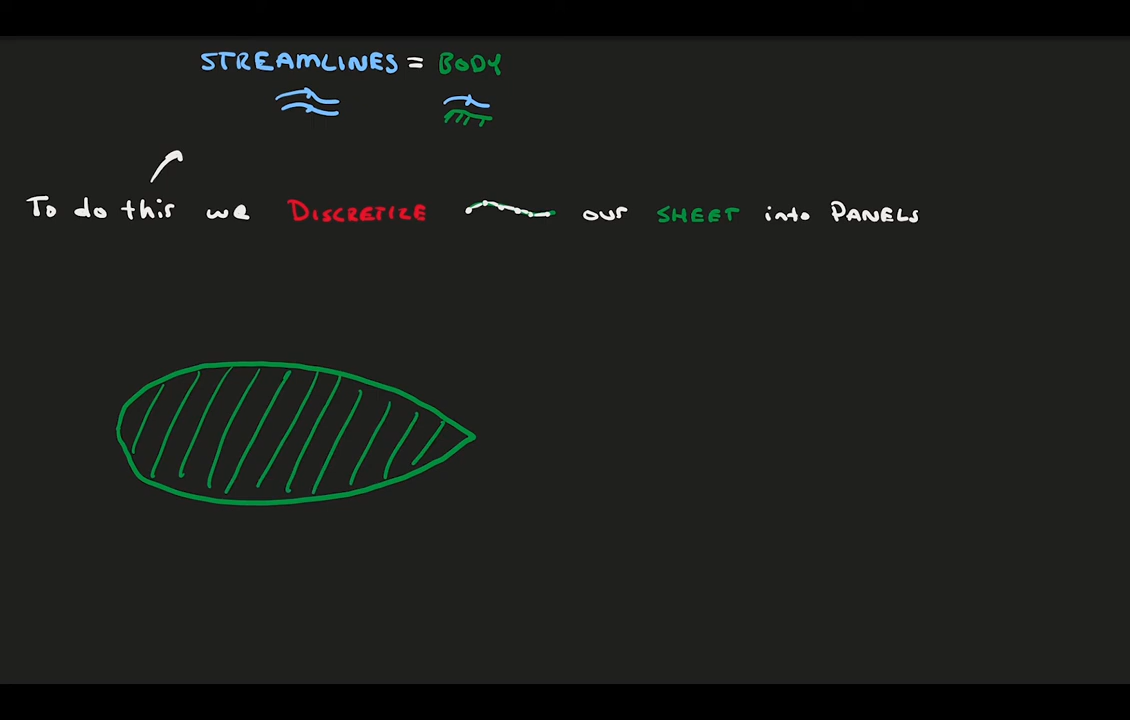 STREAMLINES = BODY
To do this we DISCRETIZE our SHEET into PANELS